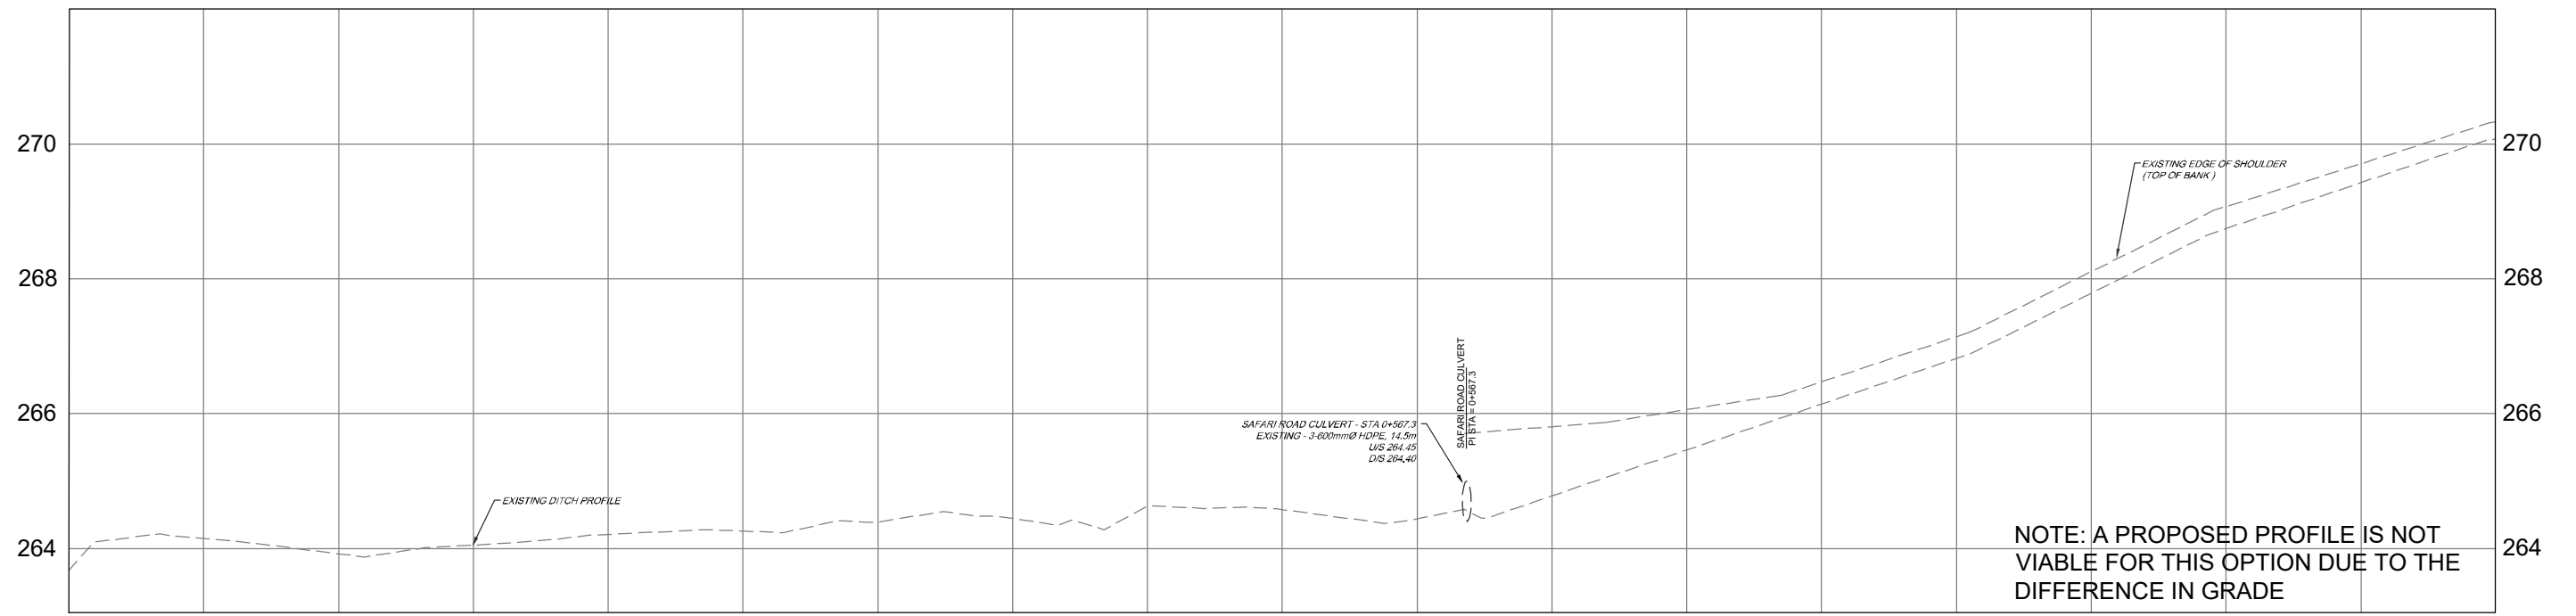 270
270
EXISTING EDGE OF SHOULDER
(TOP OF BANK )
268
268
SAFARI ROAD CULVERT
PI STA = 0+567.3
266
266
SAFARI ROAD CULVERT - STA 0+567.3
EXISTING - 3-600mmØ HDPE, 14.5m
U/S 264.45
D/S 264.40
EXISTING DITCH PROFILE
264
264
NOTE: A PROPOSED PROFILE IS NOT
VIABLE FOR THIS OPTION DUE TO THE
DIFFERENCE IN GRADE